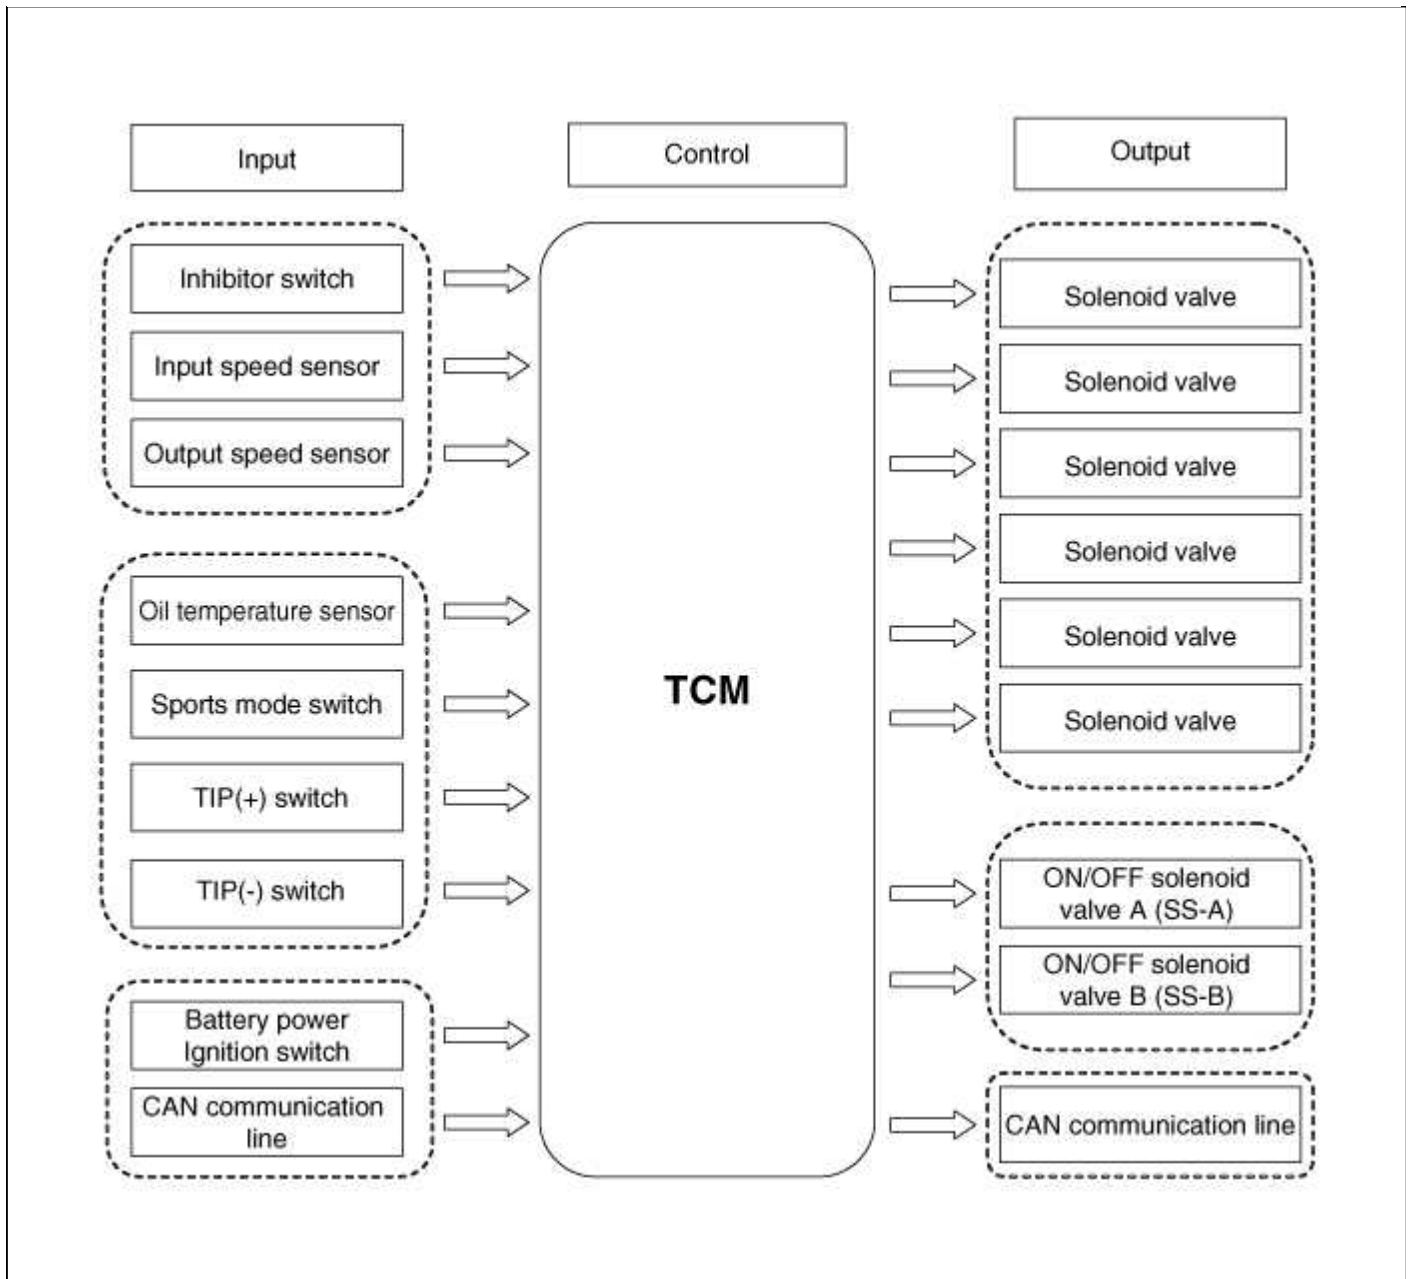 Input
Control
Output
Inhibitor switch
Input speed sensor
Output speed sensor
Oil temperature sensor
Sports mode switch
TIP(+) switch
TIP(-) switch
Battery power
Ignition switch
CAN communication
line
TCM
Solenoid valve
Solenoid valve
Solenoid valve
Solenoid valve
Solenoid valve
Solenoid valve
ON/OFF solenoid
valve A (SS-A)
ON/OFF solenoid
valve B (SS-B)
CAN communication line